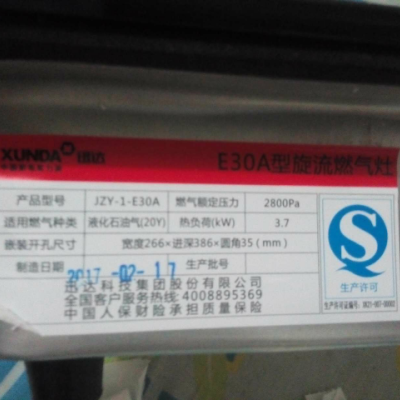 XUNDA 迅达
E30A型旋流燃气灶
产品型号 JZY-1-E30A 燃气额定压力 2800Pa
适用燃气种类 液化石油气(20Y) 热负荷(kW) 3.7
嵌装开孔尺寸 宽度266×进深386×圆角35(mm)
制造日期 2017-02-17 生产批号
迅达科技集团股份有限公司
全国客户服务热线:4008895369
中国人保财险承担质量保险
生产许可